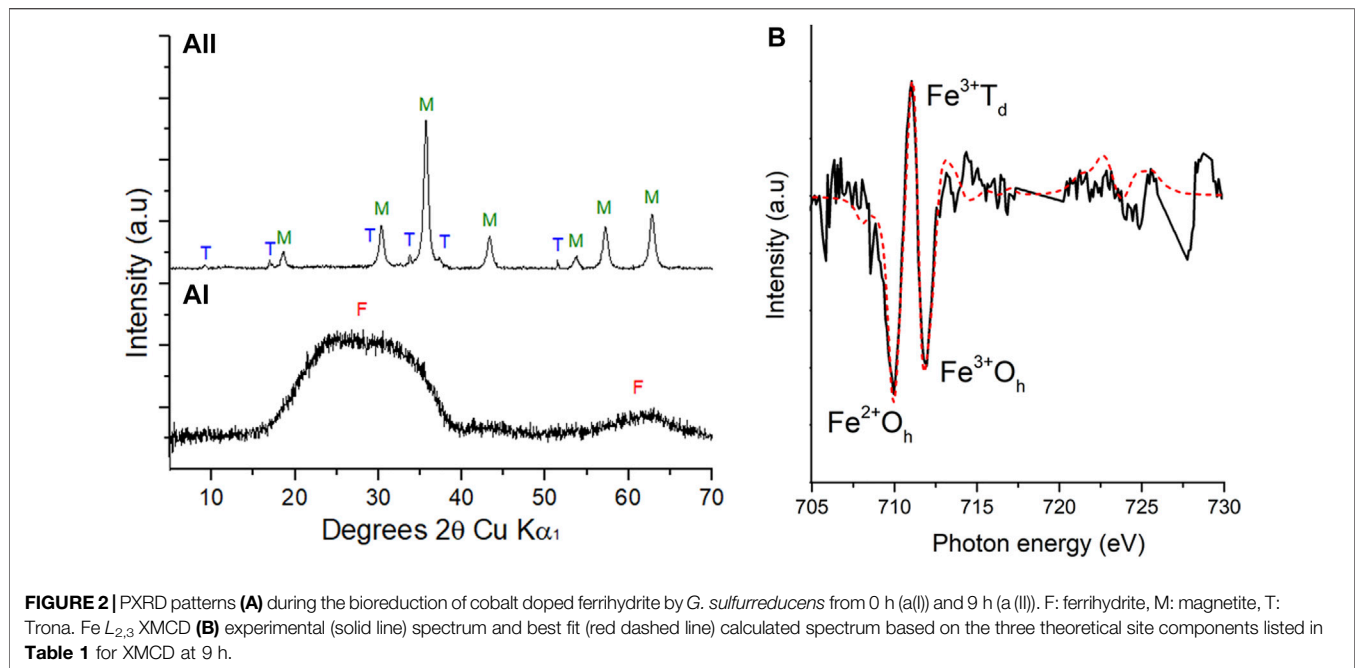 AII
M
M
M
M
M
M
M
T
T
T
T
T
T
AI
F
F
Intensity (a.u)
10 20 30 40 50 60 70
Degrees 2θ Cu Kα₁
B
Fe³⁺T_d
Fe³⁺O_h
Fe²⁺O_h
Intensity (a.u)
705 710 715 720 725 730
Photon energy (eV)
FIGURE 2 | PXRD patterns (A) during the bioreduction of cobalt doped ferrihydrite by G. sulfurreducens from 0 h (a(I)) and 9 h (a (II)). F: ferrihydrite, M: magnetite, T:
Trona. Fe L₂,₃ XMCD (B) experimental (solid line) spectrum and best fit (red dashed line) calculated spectrum based on the three theoretical site components listed in
Table 1 for XMCD at 9 h.